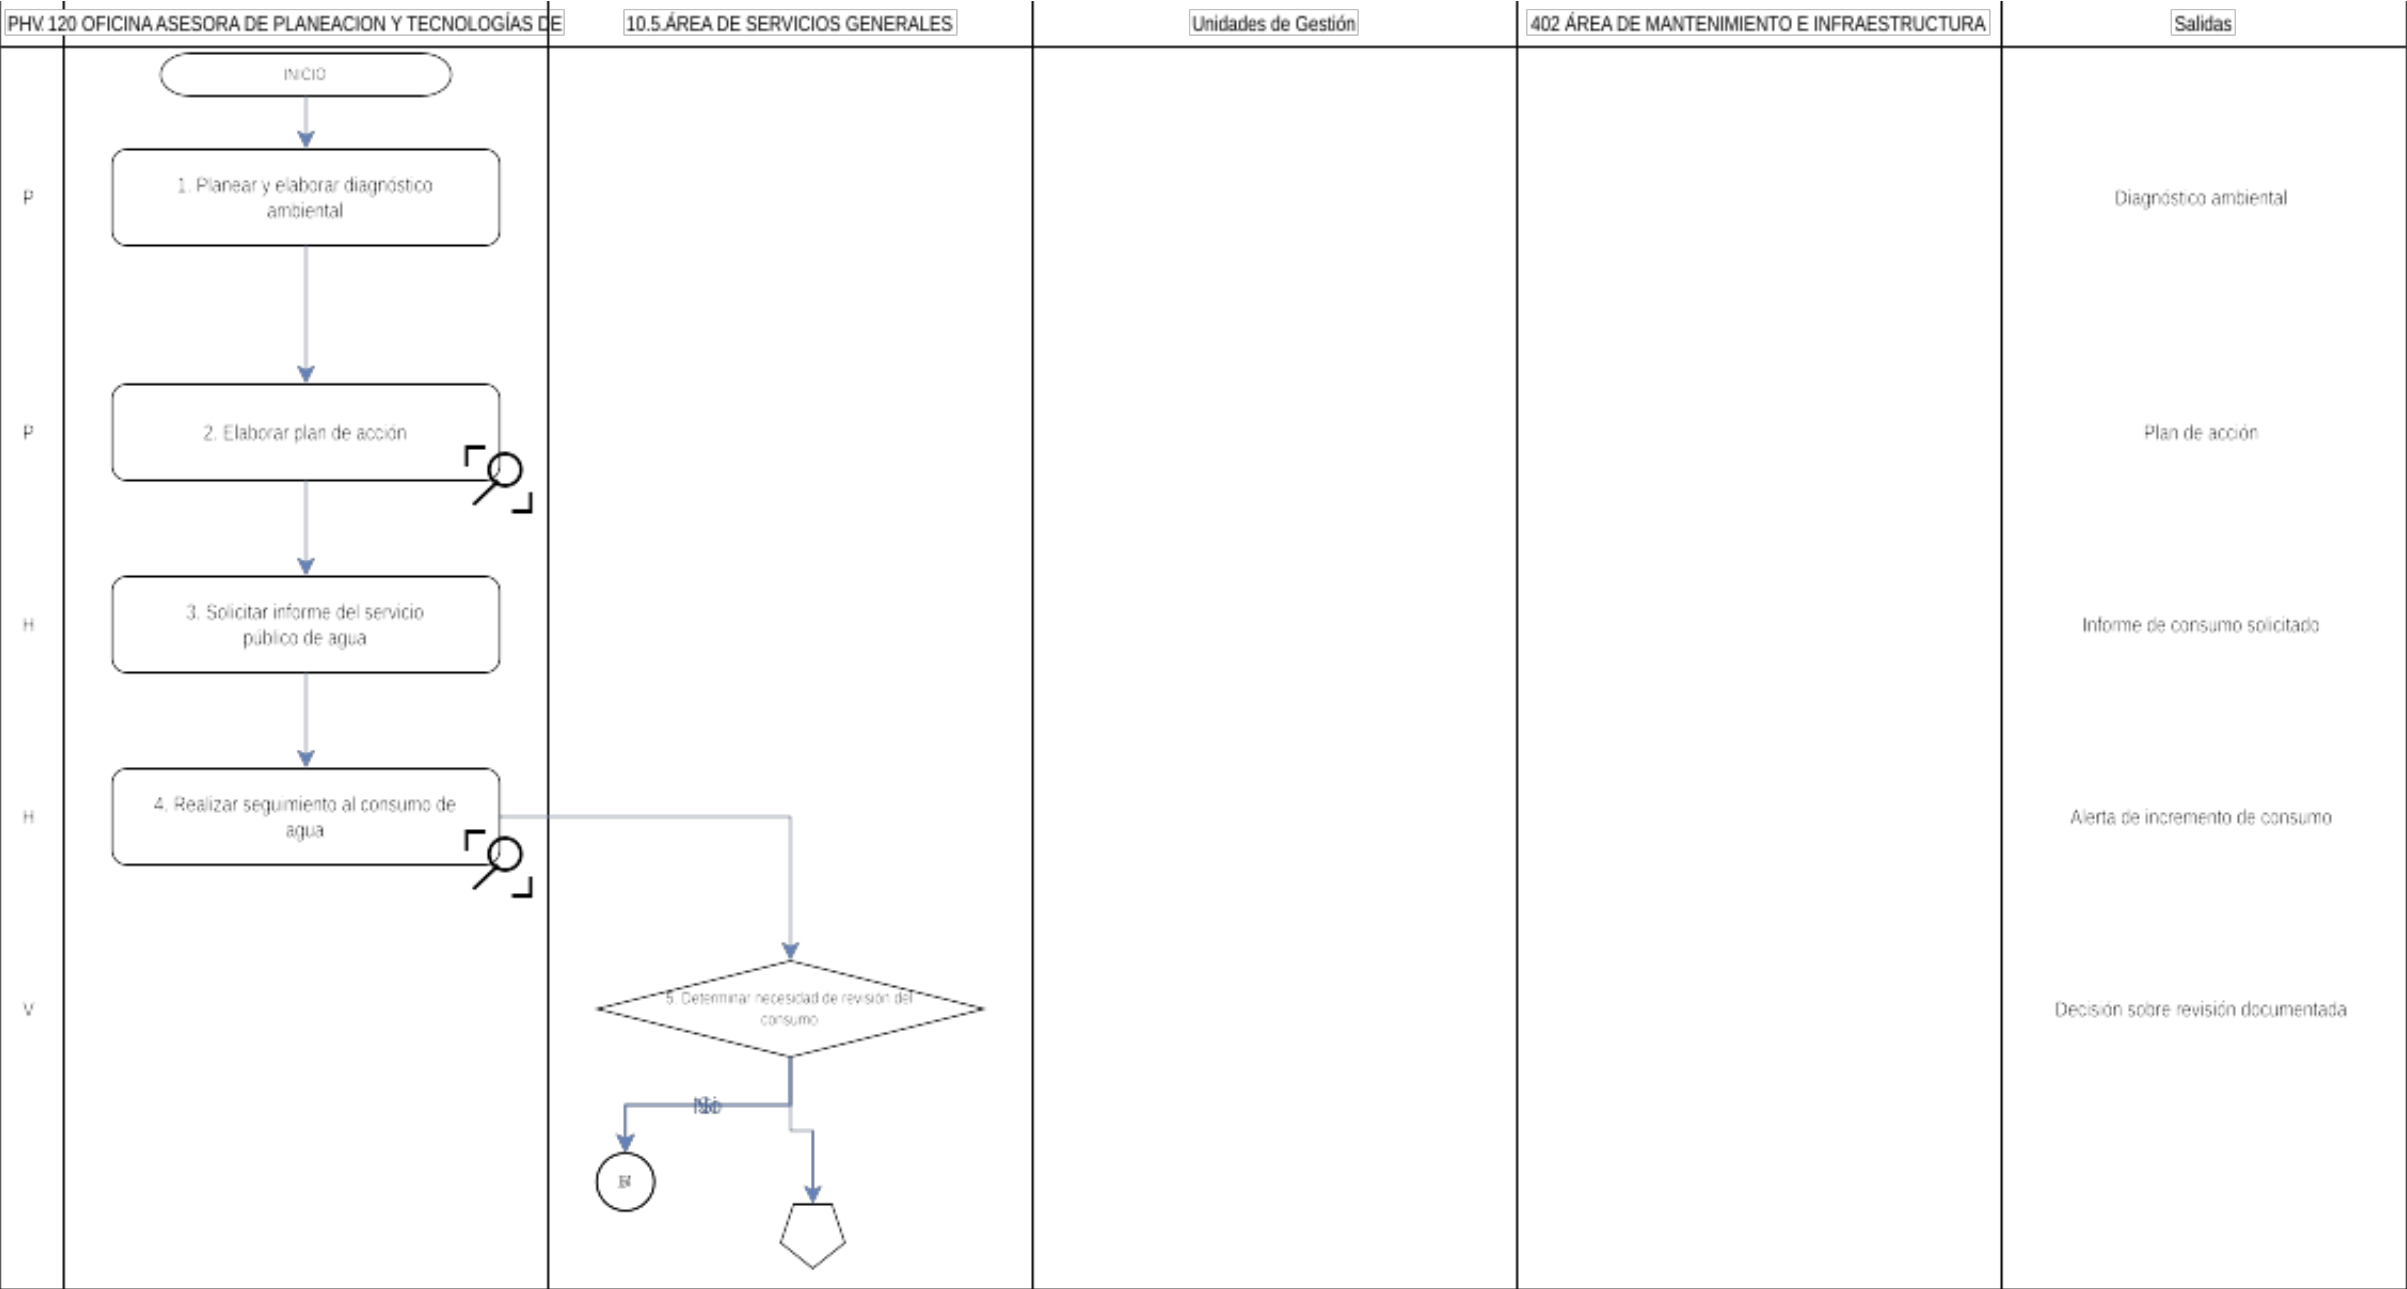 PHV. 120 OFICINA ASESORA DE PLANEACION Y TECNOLOGÍAS DE
10.5.ÁREA DE SERVICIOS GENERALES
Unidades de Gestión
402 ÁREA DE MANTENIMIENTO E INFRAESTRUCTURA
Salidas
INICIO
P
1. Planear y elaborar diagnóstico
ambiental
Diagnóstico ambiental
P
2. Elaborar plan de acción
Plan de acción
H
3. Solicitar informe del servicio
público de agua
Informe de consumo solicitado
H
4. Realizar seguimiento al consumo de
agua
Alerta de incremento de consumo
V
5. Determinar necesidad de revisión del
consumo
Decisión sobre revisión documentada